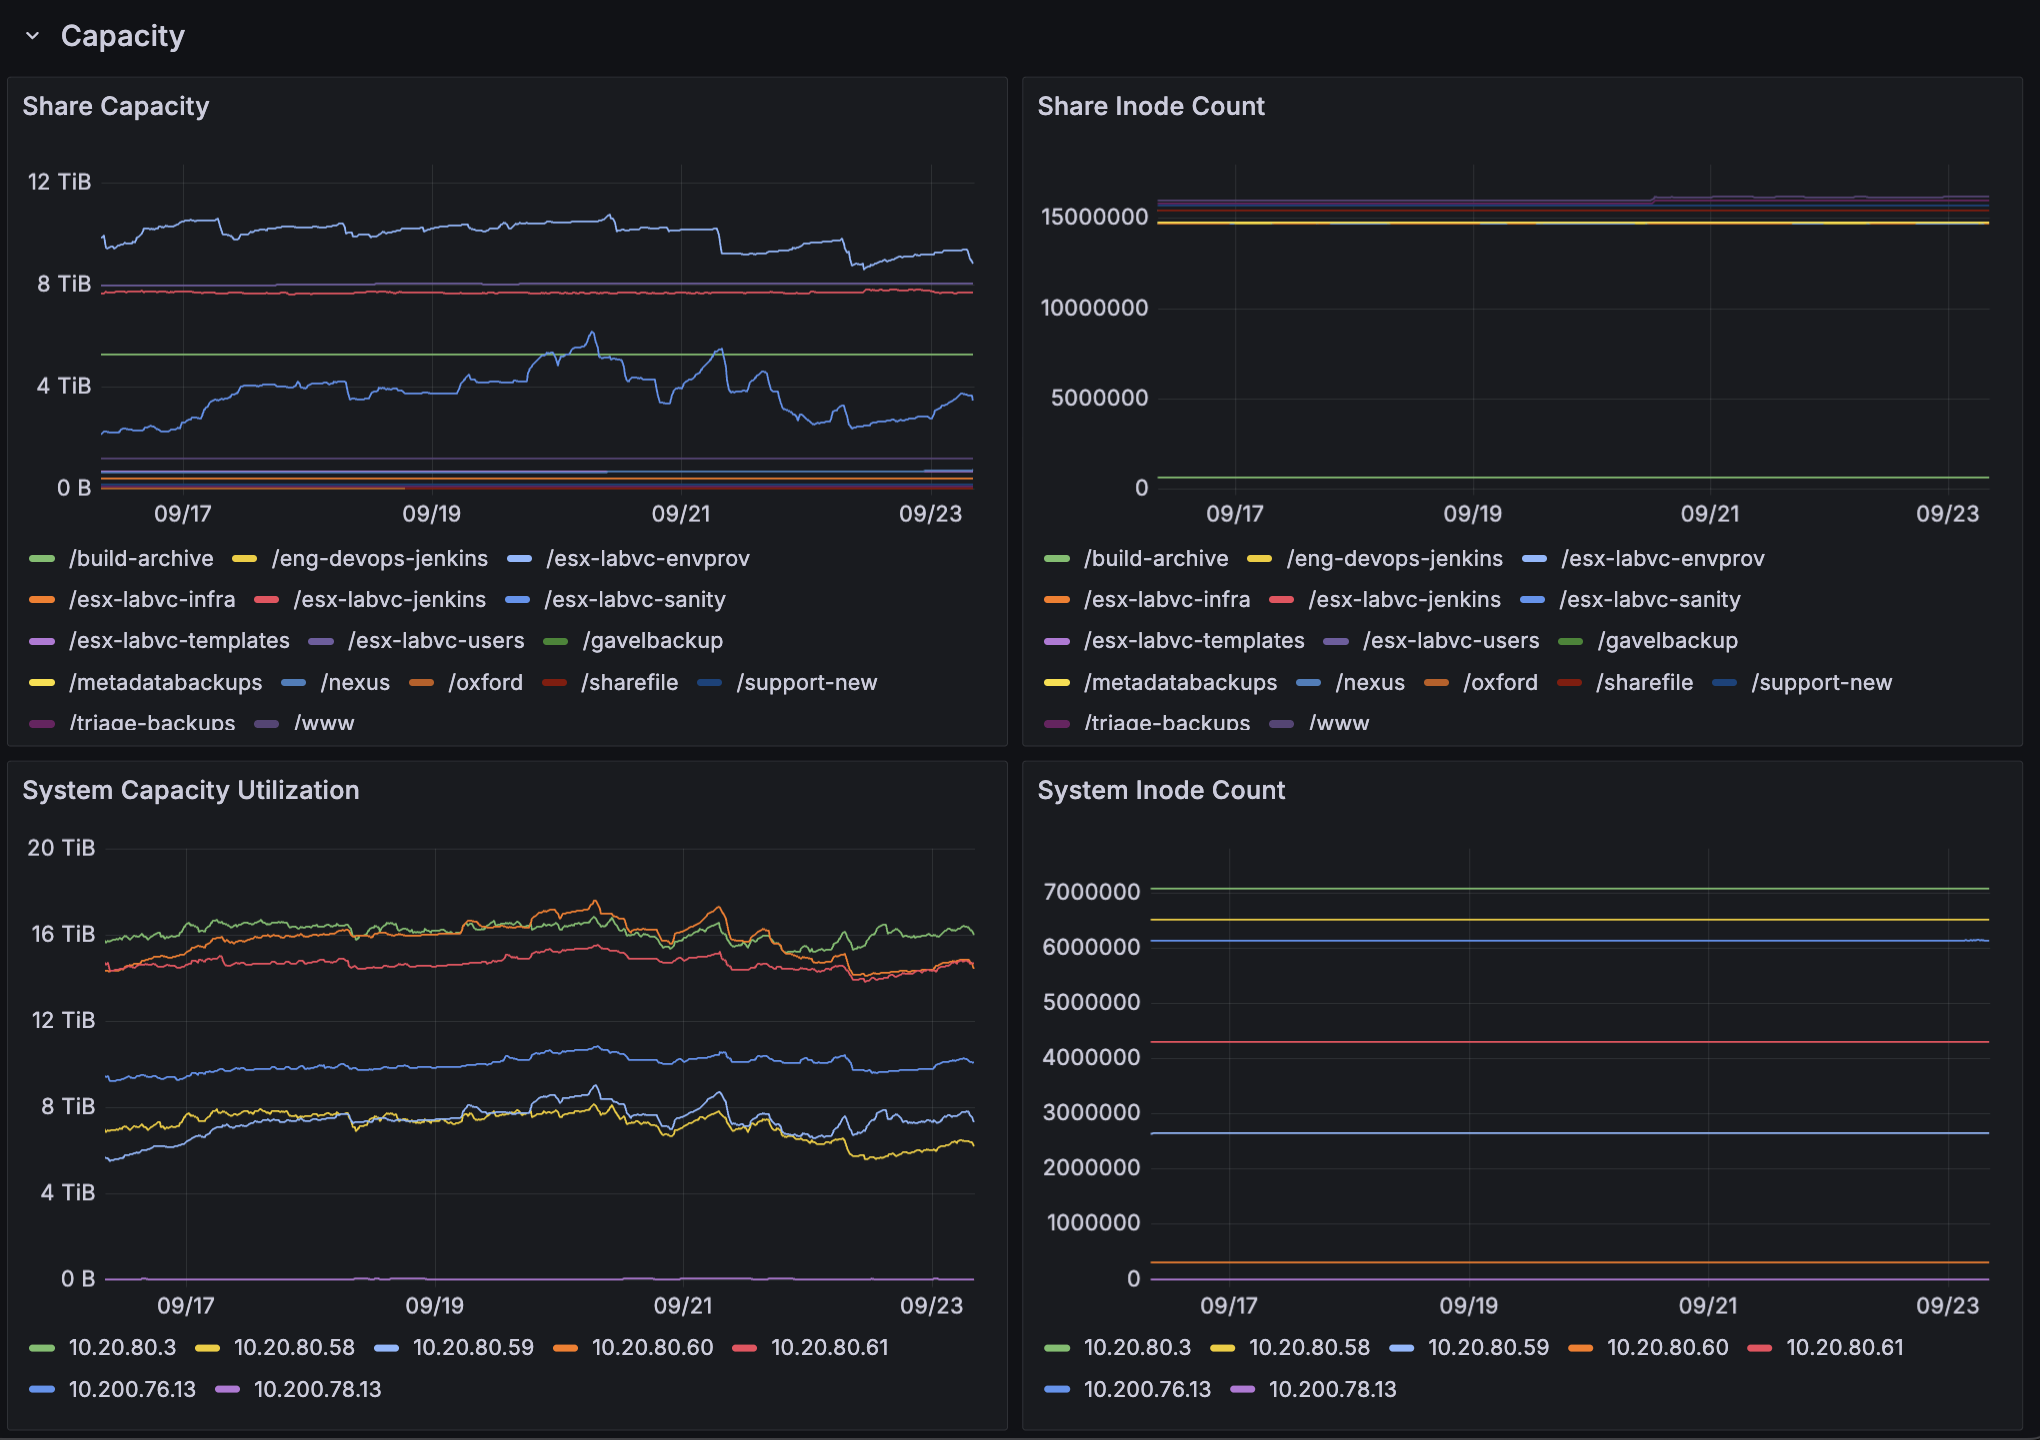 Capacity
Share Capacity
12 TiB
8 TiB
4 TiB
0 B
09/17 09/19 09/21 09/23
/build-archive /eng-devops-jenkins /esx-labvc-envprov
/esx-labvc-infra /esx-labvc-jenkins /esx-labvc-sanity
/esx-labvc-templates /esx-labvc-users /gavelbackup
/metadatabackups /nexus /oxford /sharefile /support-new
/triage-backups /www
Share Inode Count
15000000
10000000
5000000
0
09/17 09/19 09/21 09/23
/build-archive /eng-devops-jenkins /esx-labvc-envprov
/esx-labvc-infra /esx-labvc-jenkins /esx-labvc-sanity
/esx-labvc-templates /esx-labvc-users /gavelbackup
/metadatabackups /nexus /oxford /sharefile /support-new
/triage-backups /www
System Capacity Utilization
20 TiB
16 TiB
12 TiB
8 TiB
4 TiB
0 B
09/17 09/19 09/21 09/23
10.20.80.3 10.20.80.58 10.20.80.59 10.20.80.60 10.20.80.61
10.200.76.13 10.200.78.13
System Inode Count
7000000
6000000
5000000
4000000
3000000
2000000
1000000
0
09/17 09/19 09/21 09/23
10.20.80.3 10.20.80.58 10.20.80.59 10.20.80.60 10.20.80.61
10.200.76.13 10.200.78.13